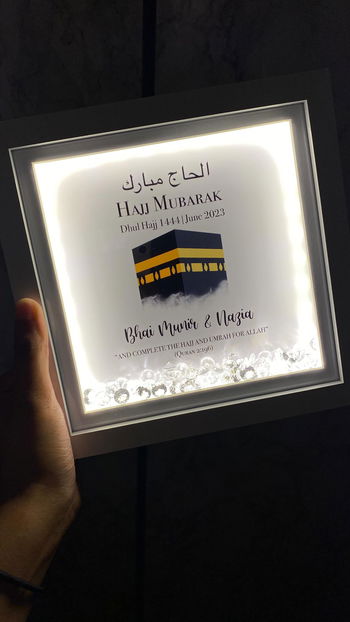 الحاج مبارك
HAJJ MUBARAK
Dhul Hajj 1444 | June 2023
Bhai Munir & Nazia
"AND COMPLETE THE HAJJ AND UMRAH FOR ALLAH"
(QURAN 2:196)